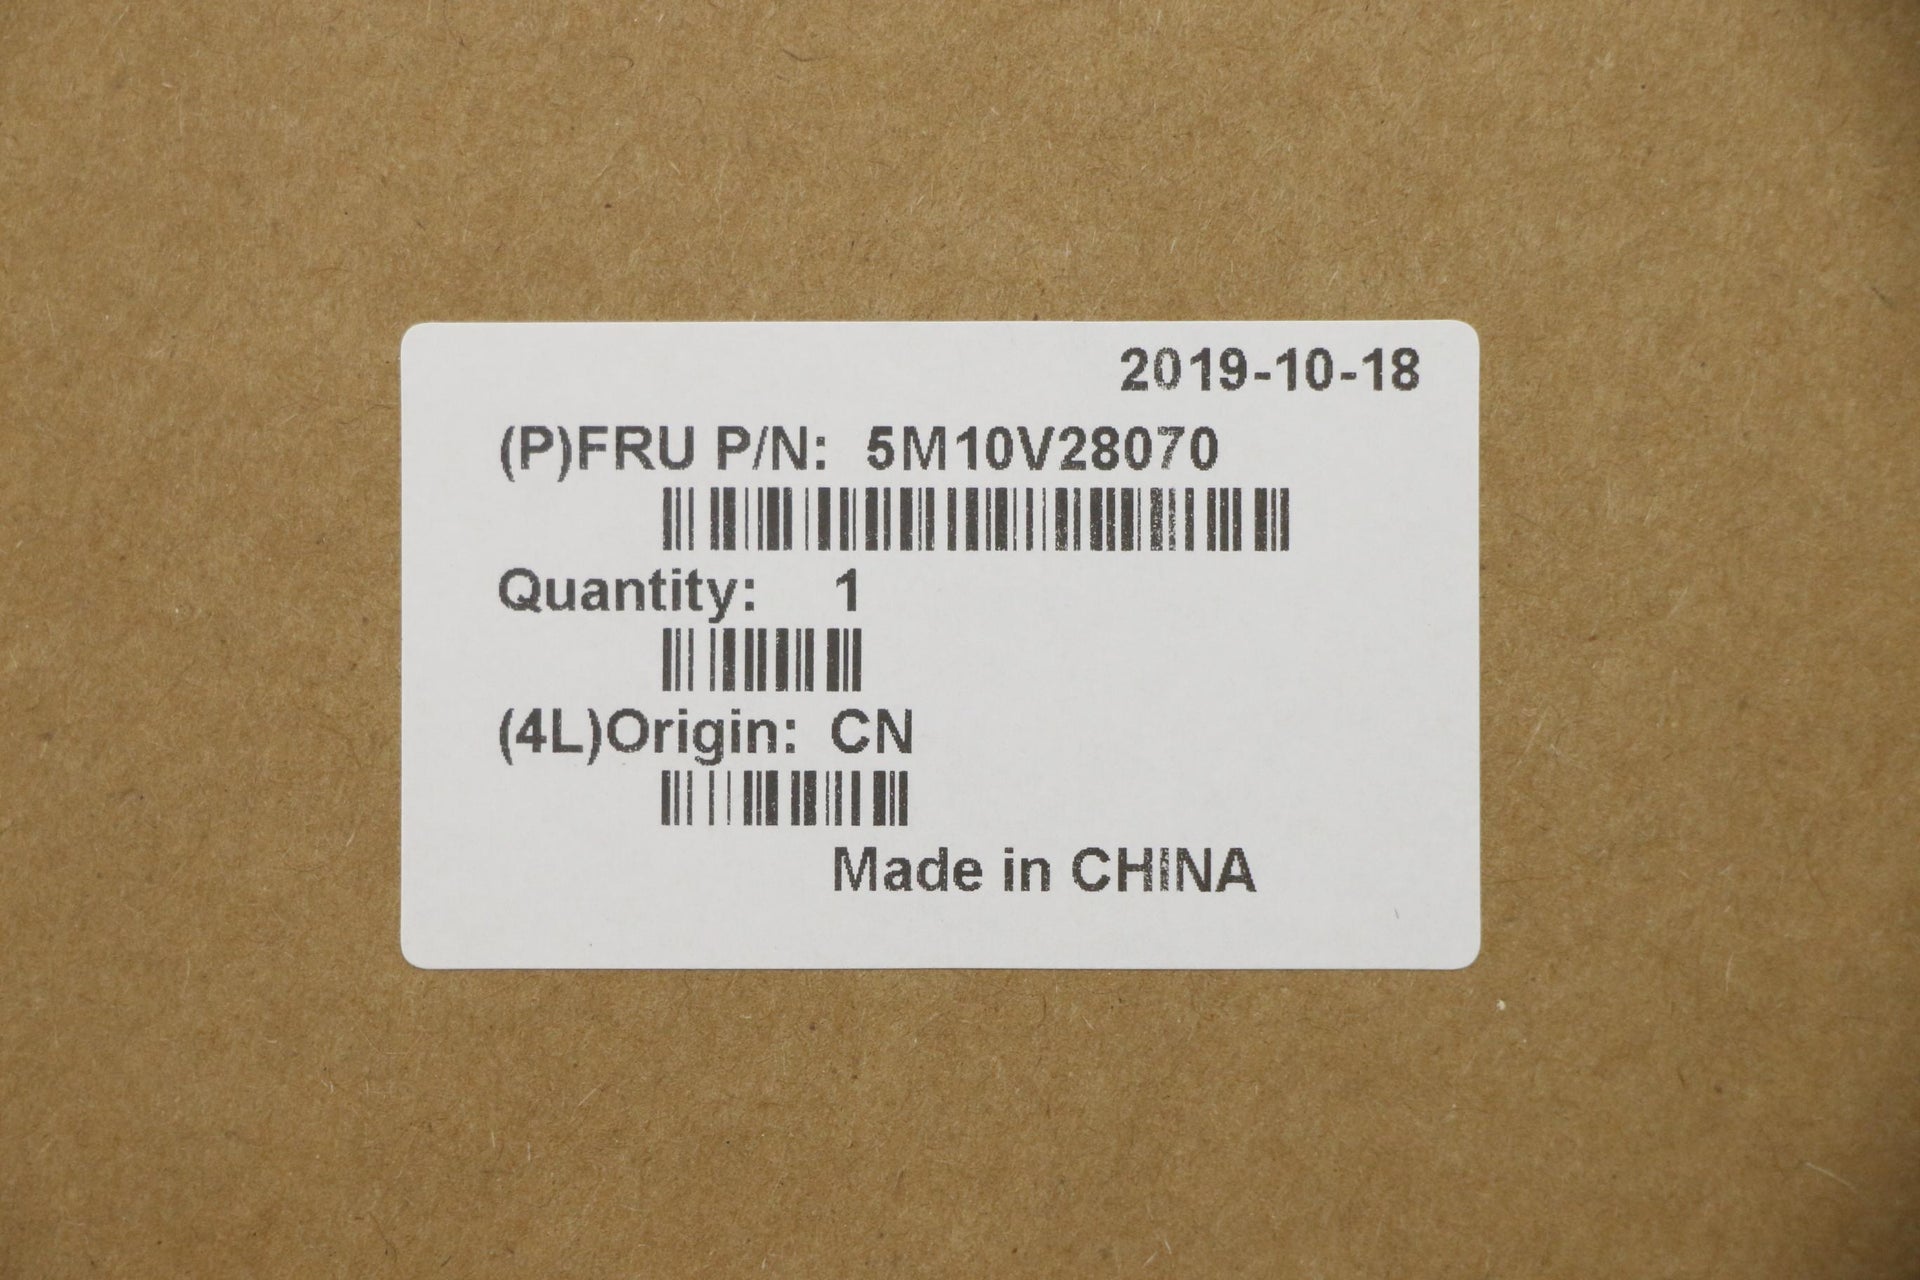 2019-10-18
(P)FRU P/N: 5M10V28070
Quantity: 1
(4L)Origin: CN
Made in CHINA